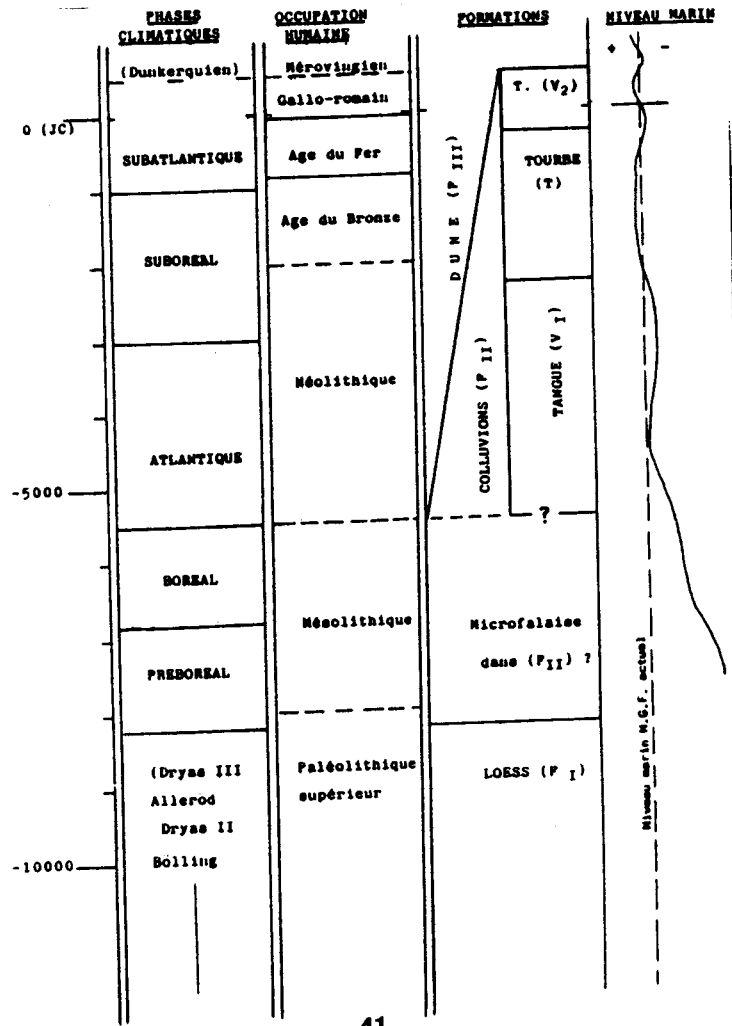 PHASES
CLIMATIQUES
OCCUPATION
HUMAINE
FORMATIONS
NIVEAU MARIN
+ -
(Dunkerquien)
Mérovingien
Gallo-romain
T. (V2)
0 (JC)
SUBATLANTIQUE
Age du Fer
TOURBE
(T)
Age du Bronze
SUBOREAL
DUNE (P III)
COLLUVIONS (P II)
TANGUE (V I)
Néolithique
ATLANTIQUE
-5000
?
BOREAL
Mésolithique
Microfalaise
dans (PII) ?
PREBOREAL
Niveau marin N.G.F. actuel
(Dryas III
Allerod
Dryas II
Bölling
Paléolithique
supérieur
LOESS (P I)
-10000
41